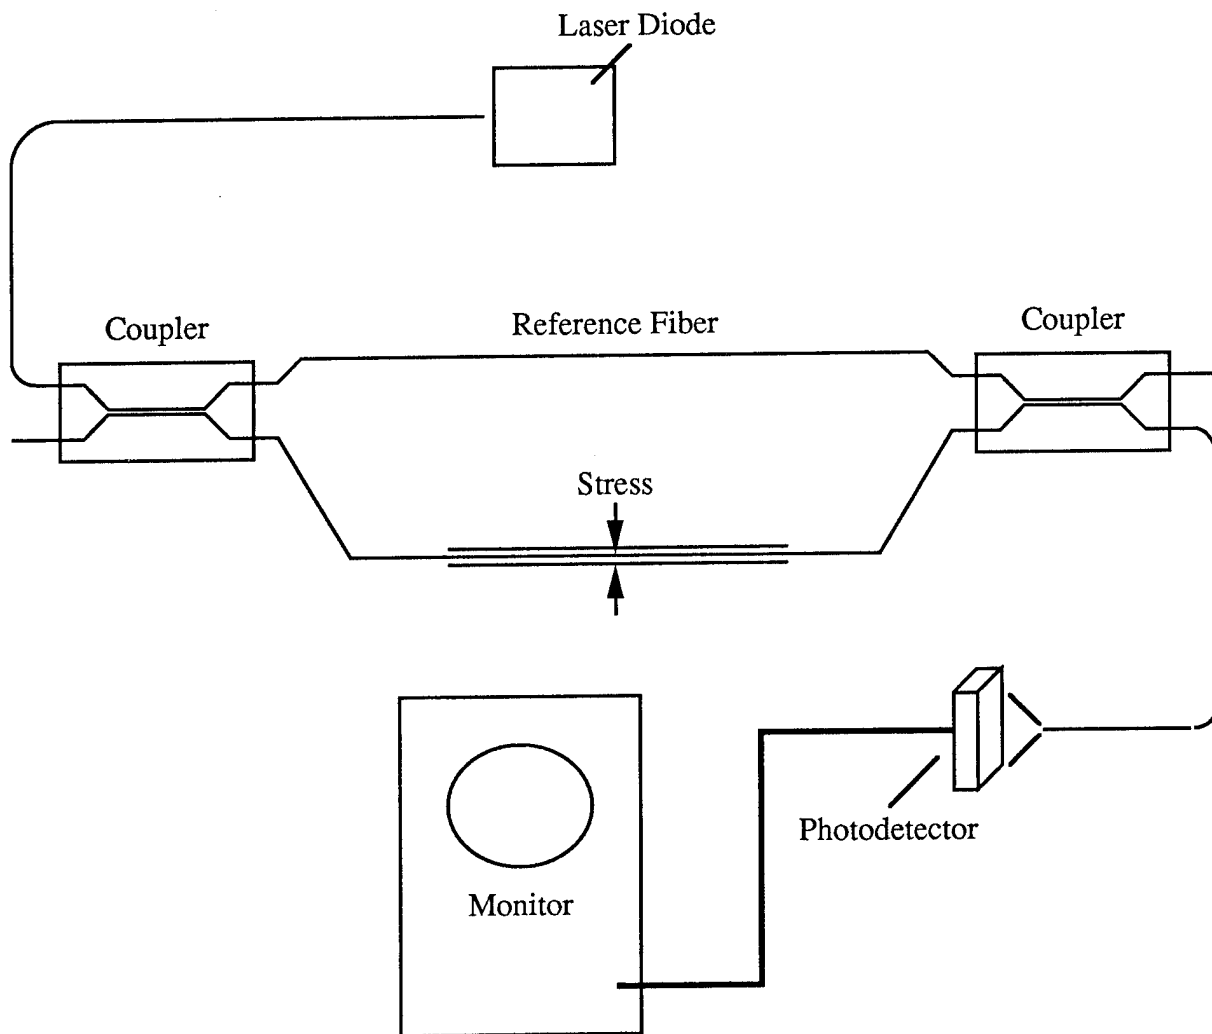 Laser Diode
Coupler
Reference Fiber
Coupler
Stress
Photodetector
Monitor